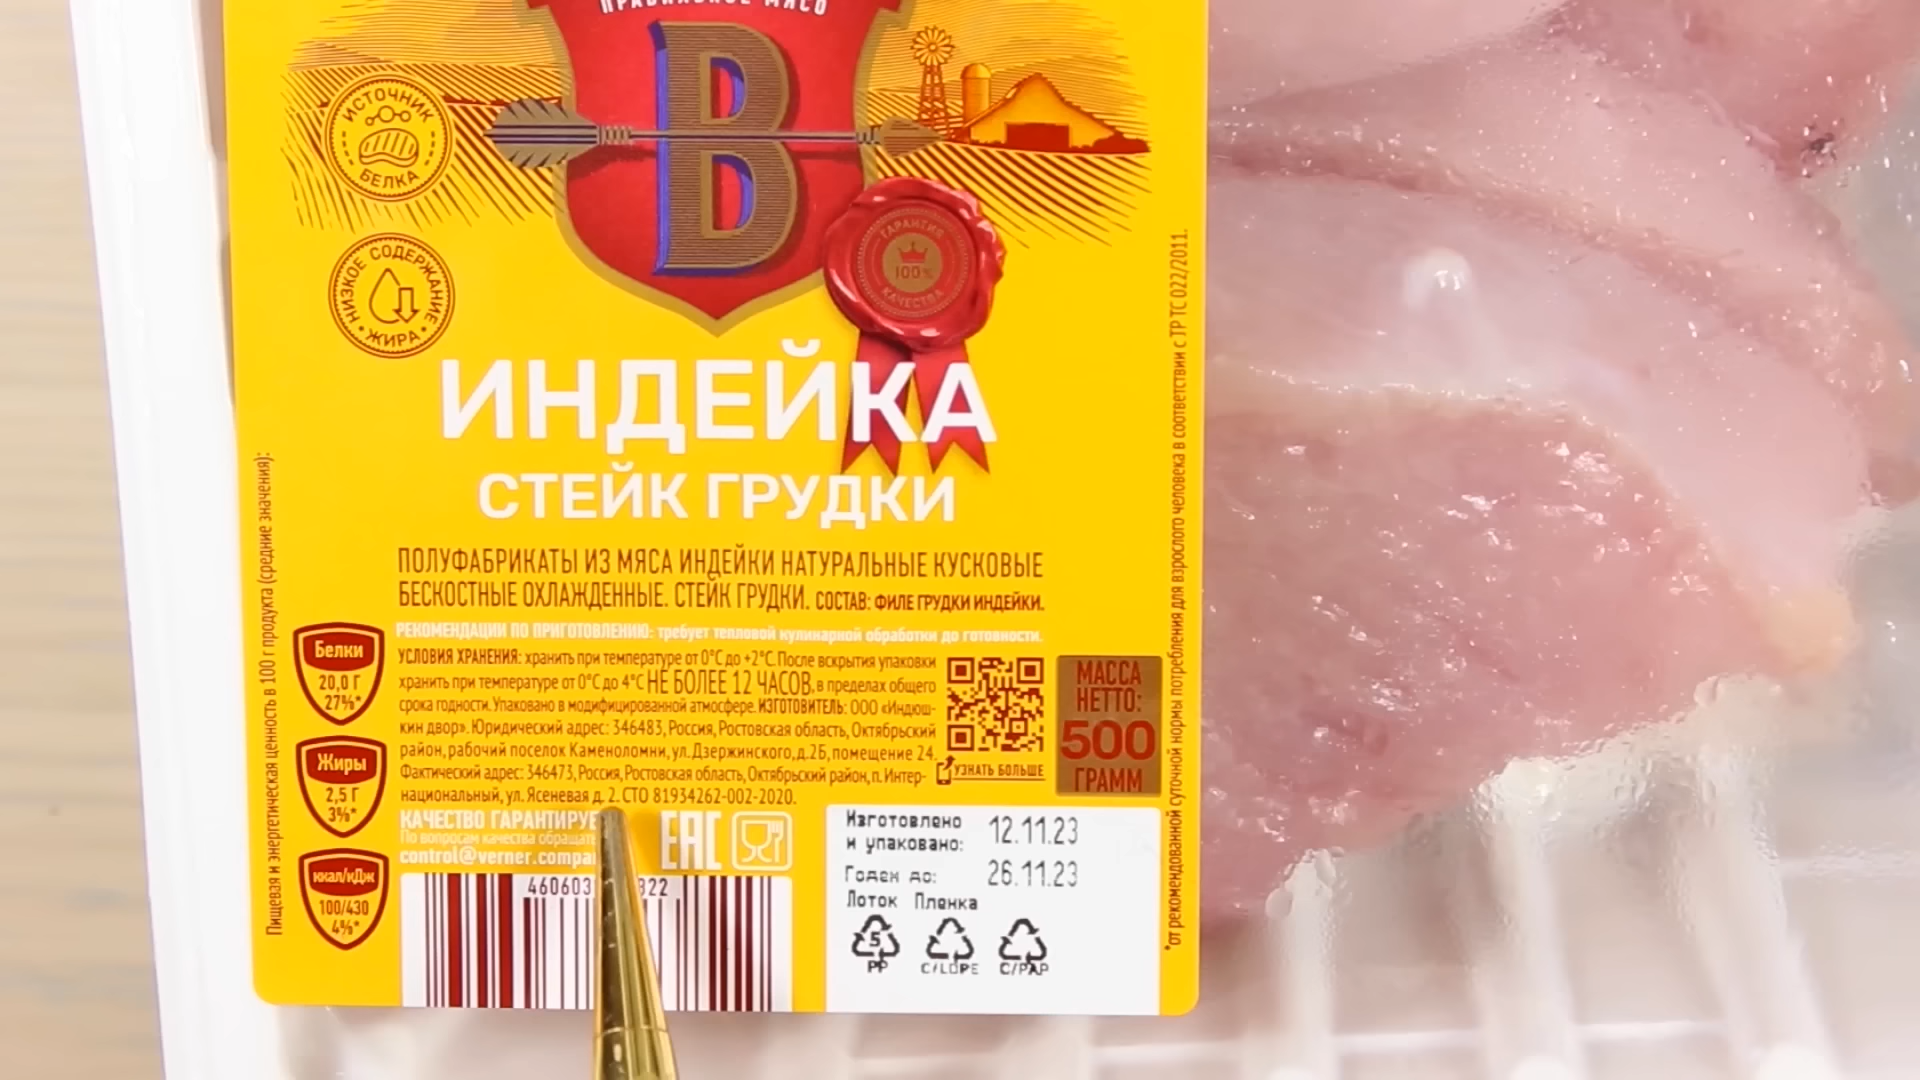 ПРАВИЛЬНОЕ МЯСО
В
ИСТОЧНИК
БЕЛКА
НИЗКОЕ СОДЕРЖАНИЕ
ЖИРА
ГАРАНТИЯ
100%
КАЧЕСТВА
ИНДЕЙКА
СТЕЙК ГРУДКИ
ПОЛУФАБРИКАТЫ ИЗ МЯСА ИНДЕЙКИ НАТУРАЛЬНЫЕ КУСКОВЫЕ
БЕСКОСТНЫЕ ОХЛАЖДЕННЫЕ. СТЕЙК ГРУДКИ. СОСТАВ: ФИЛЕ ГРУДКИ ИНДЕЙКИ.
РЕКОМЕНДАЦИИ ПО ПРИГОТОВЛЕНИЮ: требует тепловой кулинарной обработки до готовности.
УСЛОВИЯ ХРАНЕНИЯ: хранить при температуре от 0°С до +2°С. После вскрытия упаковки
хранить при температуре от 0°С до 4°С НЕ БОЛЕЕ 12 ЧАСОВ, в пределах общего
срока годности. Упаковано в модифицированной атмосфере. ИЗГОТОВИТЕЛЬ: ООО «Индюш-
кин двор». Юридический адрес: 346483, Россия, Ростовская область, Октябрьский
район, рабочий поселок Каменоломни, ул. Дзержинского, д.2Б, помещение 24.
Фактический адрес: 346473, Россия, Ростовская область, Октябрьский район, п. Интер-
национальный, ул. Ясеневая д. 2. СТО 81934262-002-2020.
КАЧЕСТВО
По вопросам качества
EAC
УЗНАТЬ БОЛЬШЕ
МАССА
НЕТТО:
500
ГРАММ
Пищевая и энергетическая ценность в 100 г продукта (средние значения):
Белки
20,0 Г
27%*
Жиры
2,5 Г
3%*
ккал/кДж
100/430
4%*
Изготовлено
и упаковано: 12.11.23
Годен до: 26.11.23
Лоток Пленка
5
PP C/LDPE C/PAP
*от рекомендованной суточной нормы потребления для взрослого человека в соответствии с ТР ТС 022/2011.